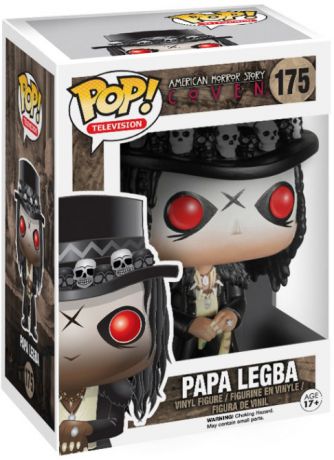 POP!
TELEVISION
AMERICAN HORROR STORY
COVEN
175
PAPA LEGBA
175
PAPA LEGBA
VINYL FIGURE / FIGURINE EN VINYLE /
FIGURA DE VINIL
WARNING: Choking Hazard.
May contain small parts.
AGE
17+